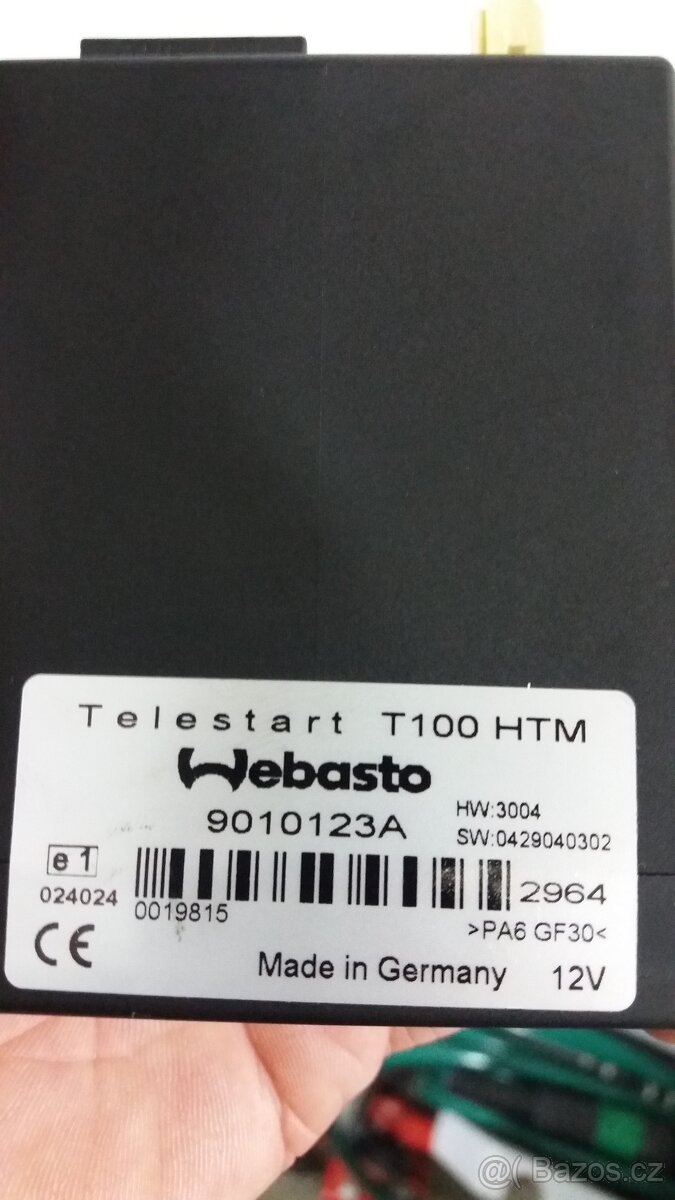 Telestart T100 HTM
Webasto
9010123A
HW:3004
SW:0429040302
e1
024024
0019815
2964
>PA6 GF30<
CE
Made in Germany 12V
@( Bazos.cz